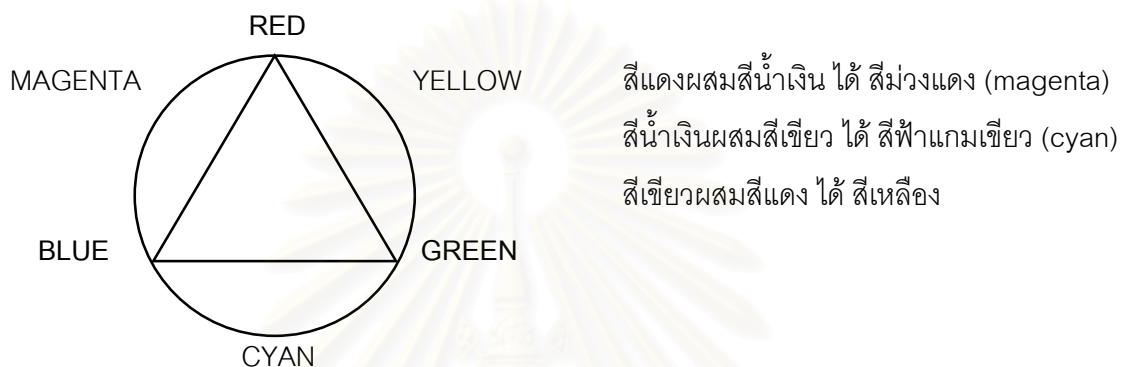 RED
MAGENTA
YELLOW
BLUE
GREEN
CYAN
สีแดงผสมสีน้ำเงิน ได้ สีม่วงแดง (magenta)
สีน้ำเงินผสมสีเขียว ได้ สีฟ้าแกมเขียว (cyan)
สีเขียวผสมสีแดง ได้ สีเหลือง